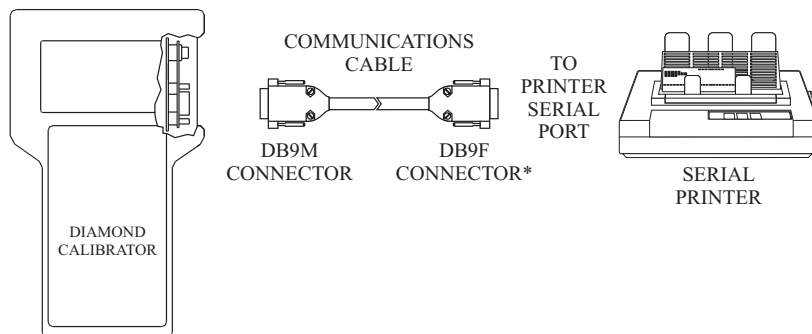 COMMUNICATIONS
CABLE
TO
PRINTER
SERIAL
PORT
DB9M
CONNECTOR
DB9F
CONNECTOR*
SERIAL
PRINTER
DIAMOND
CALIBRATOR